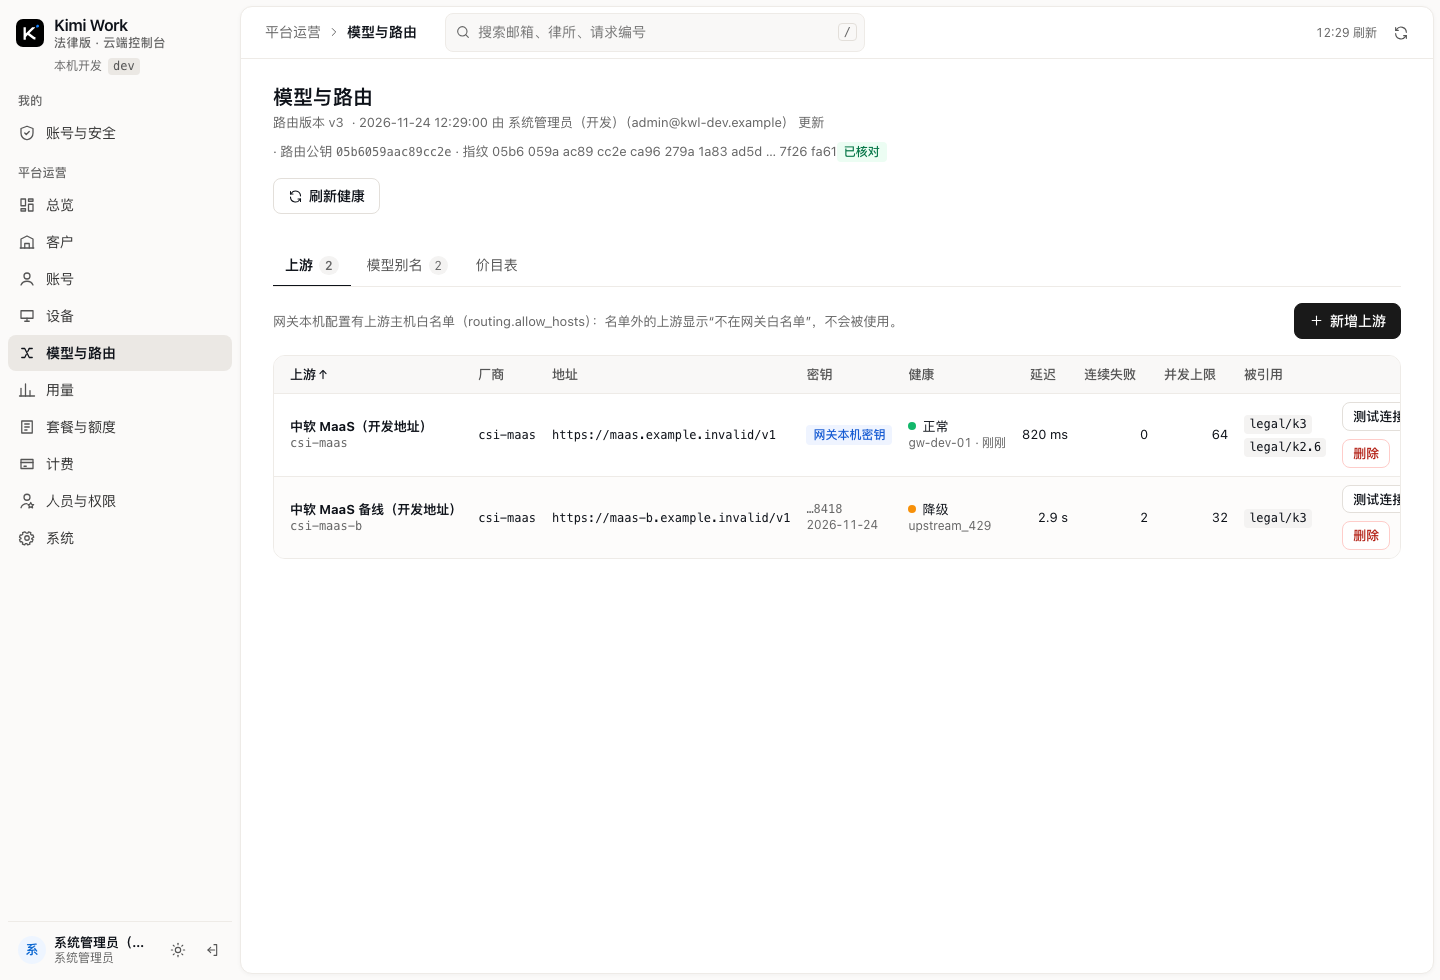 Kimi Work
法律版 · 云端控制台
本机开发 dev
我的
账号与安全
平台运营
总览
客户
账号
设备
模型与路由
用量
套餐与额度
计费
人员与权限
系统
系
系统管理员（...
系统管理员
平台运营 > 模型与路由
搜索邮箱、律所、请求编号 /
12:29 刷新
模型与路由
路由版本 v3 · 2026-11-24 12:29:00 由 系统管理员（开发）(admin@kwl-dev.example) 更新
· 路由公钥 05b6059aac89cc2e · 指纹 05b6 059a ac89 cc2e ca96 279a 1a83 ad5d ... 7f26 fa61 已核对
刷新健康
上游 2 模型别名 2 价目表
网关本机配置有上游主机白名单（routing.allow_hosts）：名单外的上游显示“不在网关白名单”，不会被使用。
+ 新增上游
上游↑ 厂商 地址 密钥 健康 延迟 连续失败 并发上限 被引用
中软 MaaS（开发地址）
csi-maas
csi-maas
https://maas.example.invalid/v1
网关本机密钥
正常
gw-dev-01 · 刚刚
820 ms
0
64
legal/k3
legal/k2.6
测试连接
删除
中软 MaaS 备线（开发地址）
csi-maas-b
csi-maas
https://maas-b.example.invalid/v1
…8418
2026-11-24
降级
upstream_429
2.9 s
2
32
legal/k3
测试连接
删除